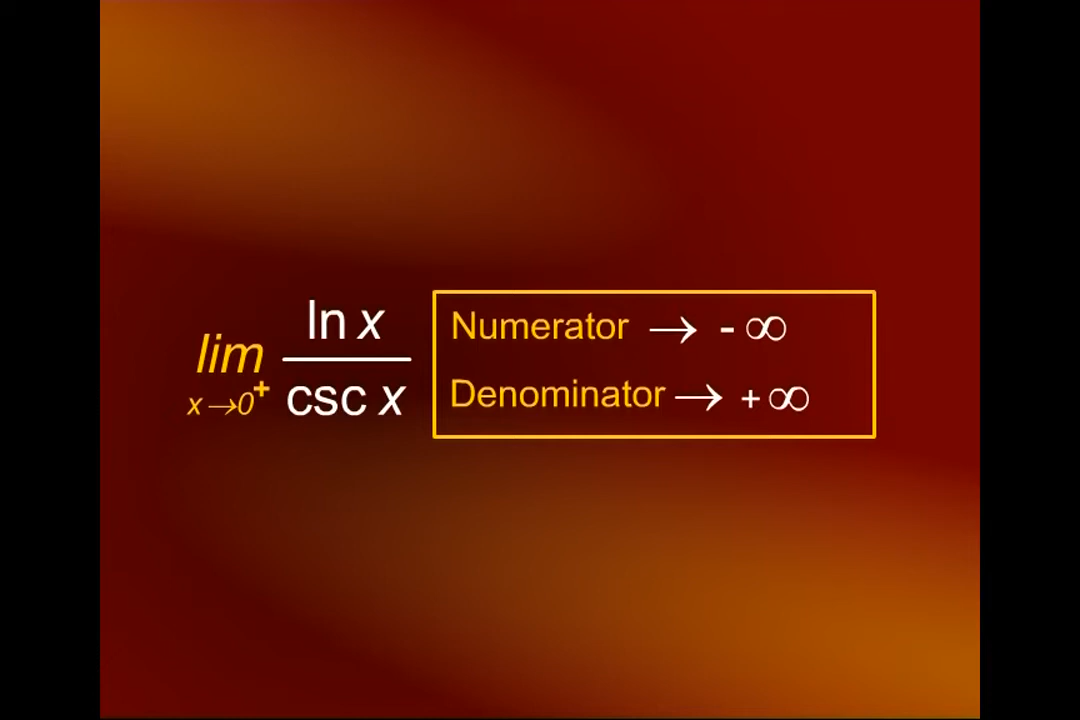 lim x→0⁺ ln x / csc x
Numerator → - ∞
Denominator → + ∞